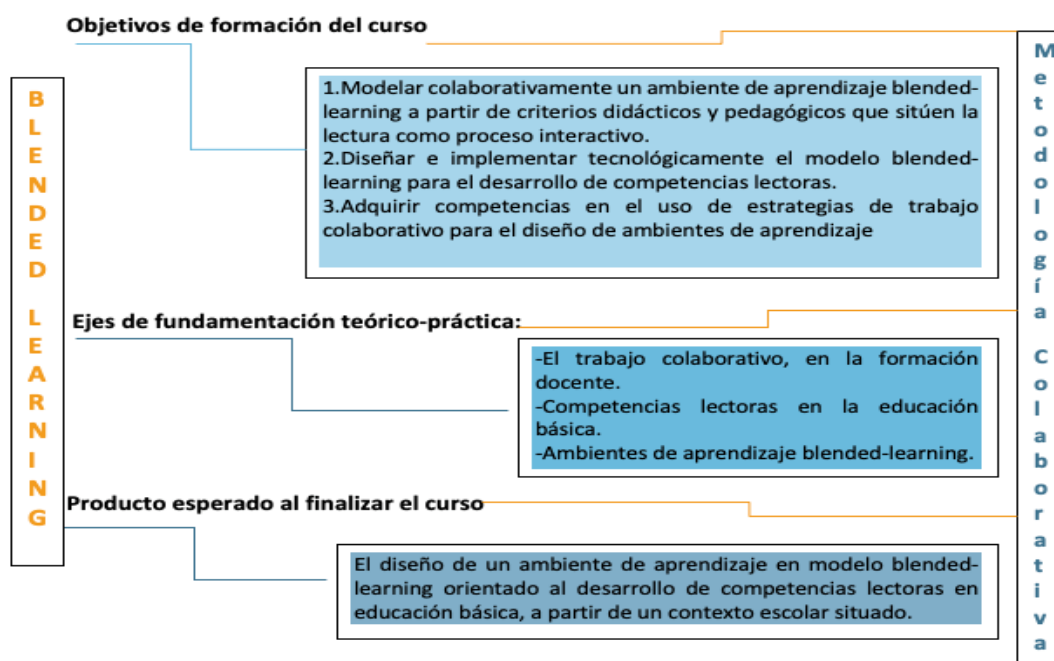 Objetivos de formación del curso
BLENDED LEARNING
Metodología Colaborativa
1.Modelar colaborativamente un ambiente de aprendizaje blended-
learning a partir de criterios didácticos y pedagógicos que sitúen la
lectura como proceso interactivo.
2.Diseñar e implementar tecnológicamente el modelo blended-
learning para el desarrollo de competencias lectoras.
3.Adquirir competencias en el uso de estrategias de trabajo
colaborativo para el diseño de ambientes de aprendizaje
Ejes de fundamentación teórico-práctica:
-El trabajo colaborativo, en la formación
docente.
-Competencias lectoras en la educación
básica.
-Ambientes de aprendizaje blended-learning.
Producto esperado al finalizar el curso
El diseño de un ambiente de aprendizaje en modelo blended-
learning orientado al desarrollo de competencias lectoras en
educación básica, a partir de un contexto escolar situado.